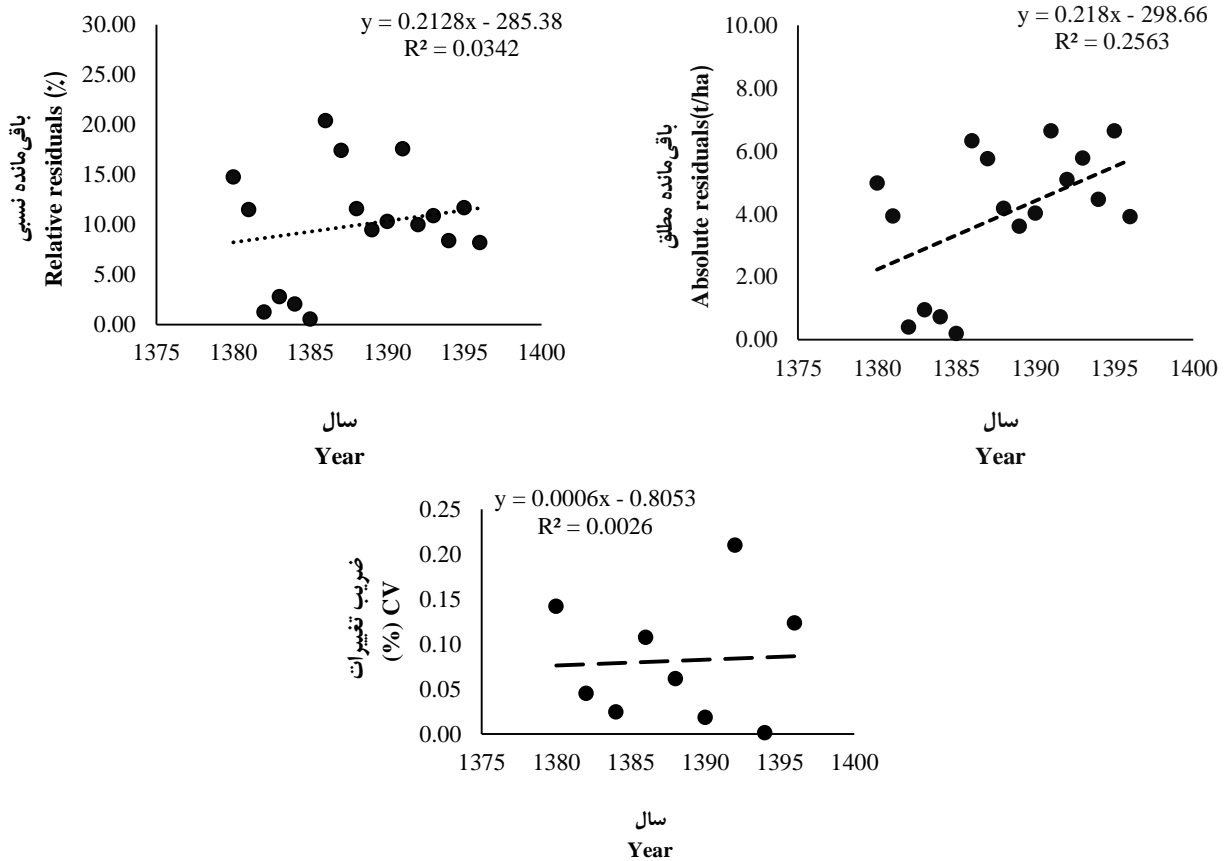 y = 0.2128x - 285.38
R² = 0.0342
30.00
25.00
20.00
15.00
10.00
5.00
0.00
باقی‌مانده نسبی
Relative residuals (%)
1375 1380 1385 1390 1395 1400
سال
Year
y = 0.218x - 298.66
R² = 0.2563
10.00
8.00
6.00
4.00
2.00
0.00
باقی‌مانده مطلق
Absolute residuals(t/ha)
1375 1380 1385 1390 1395 1400
سال
Year
y = 0.0006x - 0.8053
R² = 0.0026
0.25
0.20
0.15
0.10
0.05
0.00
ضریب تغییرات
(%) CV
1375 1380 1385 1390 1395 1400
سال
Year